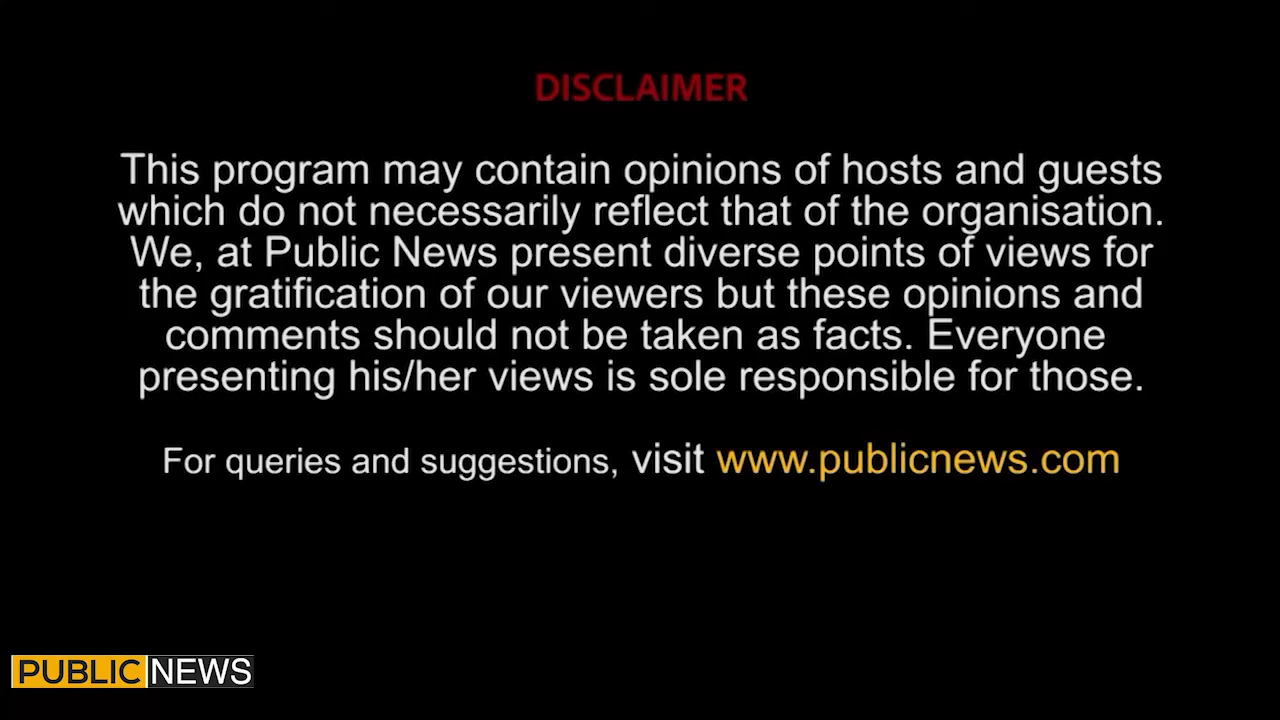 DISCLAIMER
This program may contain opinions of hosts and guests
which do not necessarily reflect that of the organisation.
We, at Public News present diverse points of views for
the gratification of our viewers but these opinions and
comments should not be taken as facts. Everyone
presenting his/her views is sole responsible for those.
For queries and suggestions, visit www.publicnews.com
PUBLIC NEWS